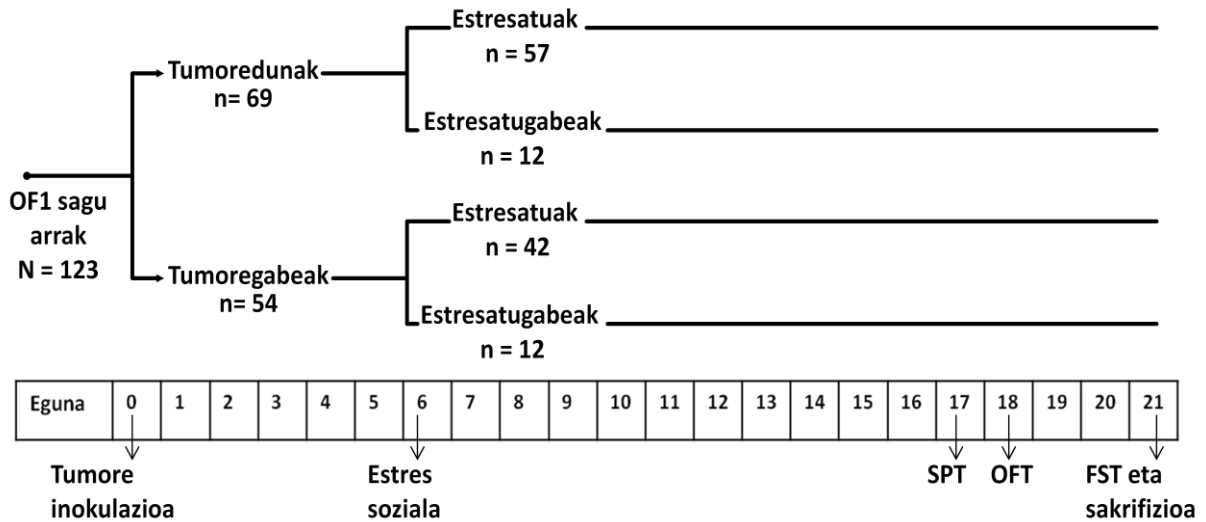 Estresatuak
n = 57
Tumoredunak
n= 69
Estresatugabeak
n = 12
OF1 sagu
arrak
N = 123
Estresatuak
n = 42
Tumoregabeak
n= 54
Estresatugabeak
n = 12
Eguna 0 1 2 3 4 5 6 7 8 9 10 11 12 13 14 15 16 17 18 19 20 21
Tumore
inokulazioa
Estres
soziala
SPT
OFT
FST eta
sakrifizioa